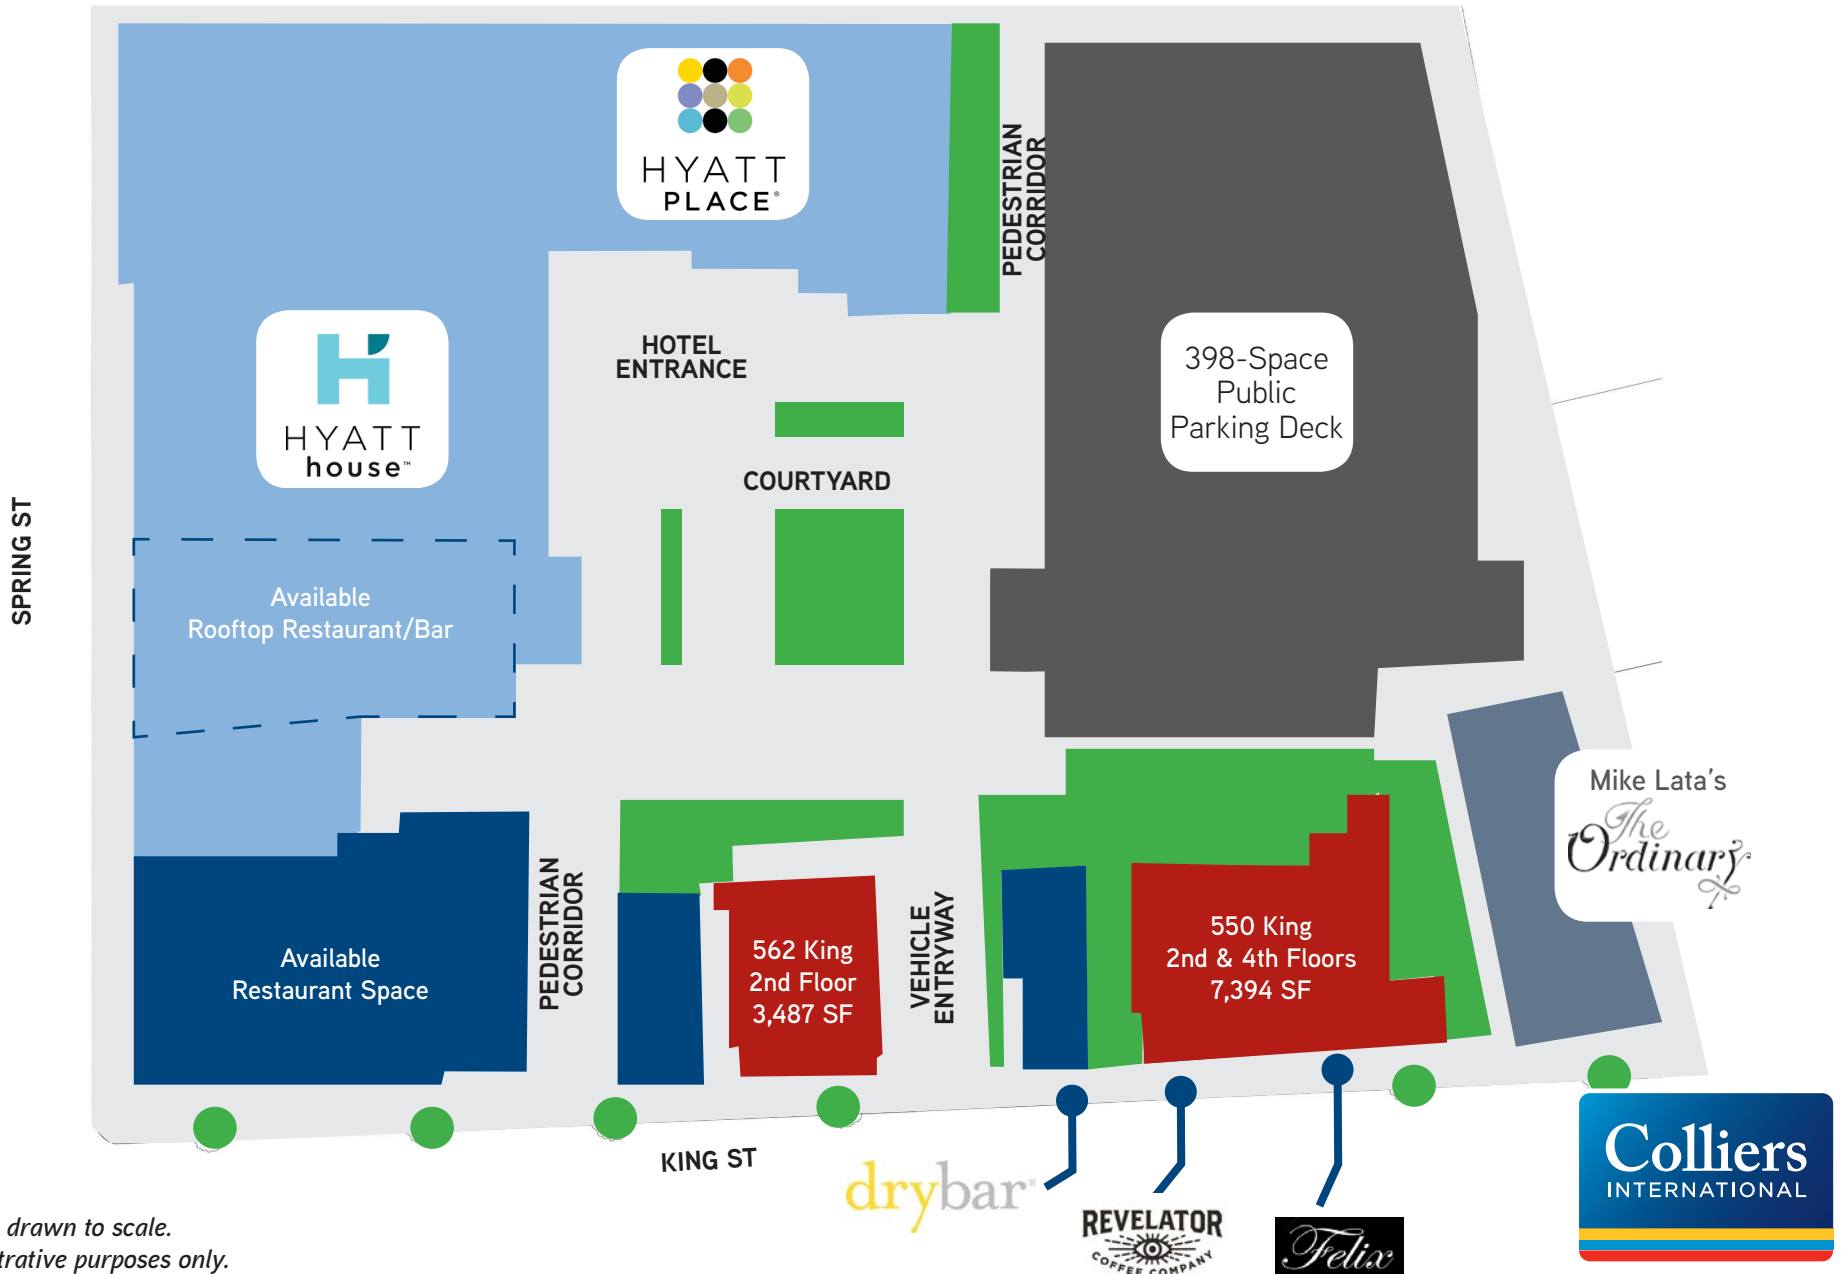 HYATT
PLACE®
PEDESTRIAN
CORRIDOR
HOTEL
ENTRANCE
398-Space
Public
Parking Deck
HYATT
house™
COURTYARD
SPRING ST
Available
Rooftop Restaurant/Bar
Mike Lata's
The
Ordinary
Available
Restaurant Space
PEDESTRIAN
CORRIDOR
562 King
2nd Floor
3,487 SF
VEHICLE
ENTRYWAY
550 King
2nd & 4th Floors
7,394 SF
KING ST
drybar
REVELATOR
COFFEE COMPANY
Felix
Colliers
INTERNATIONAL
drawn to scale.
trative purposes only.